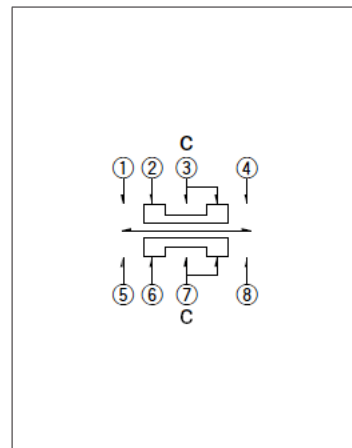 C
① ② ③ ④
⑤ ⑥ ⑦ ⑧
C